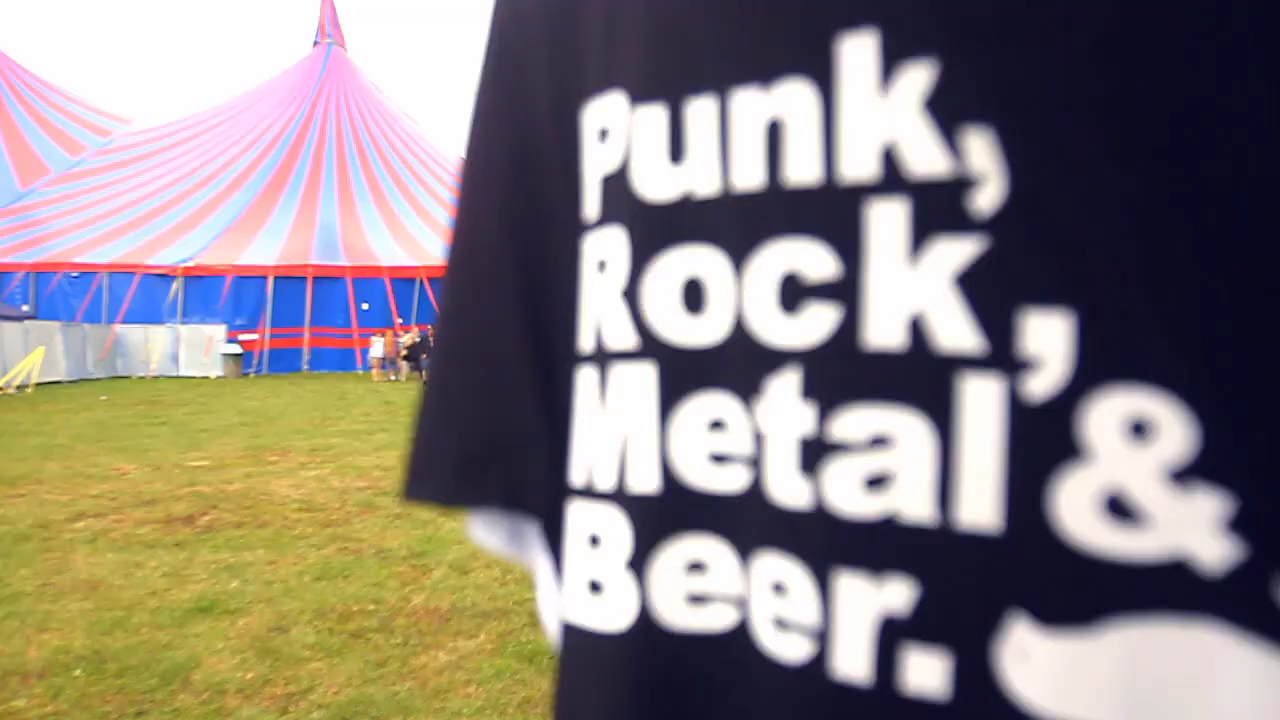 Punk,
Rock,
Metal &
Beer.